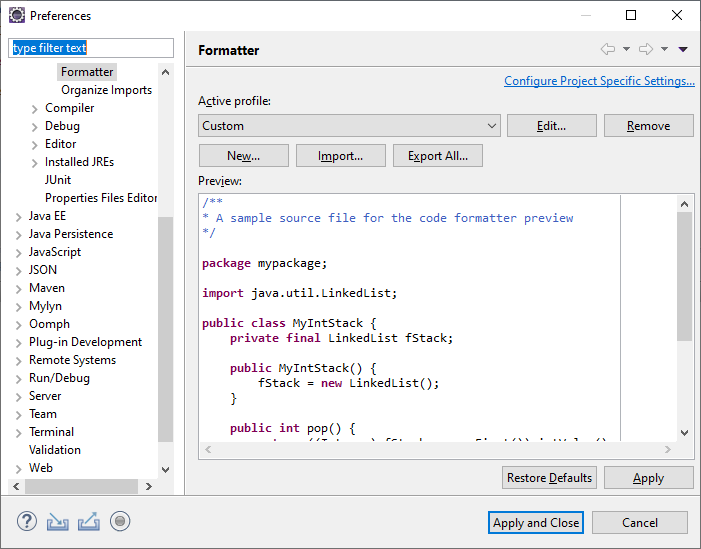 Preferences
type filter text
Formatter
Organize Imports
Compiler
Debug
Editor
Installed JREs
JUnit
Properties Files Editor
Java EE
Java Persistence
JavaScript
JSON
Maven
Mylyn
Oomph
Plug-in Development
Remote Systems
Run/Debug
Server
Team
Terminal
Validation
Web
Formatter
Configure Project Specific Settings...
Active profile:
Custom
Edit...
Remove
New...
Import...
Export All...
Preview:
/**
* A sample source file for the code formatter preview
*/
package mypackage;
import java.util.LinkedList;
public class MyIntStack {
private final LinkedList fStack;
public MyIntStack() {
fStack = new LinkedList();
}
public int pop() {
Restore Defaults
Apply
?
Apply and Close
Cancel